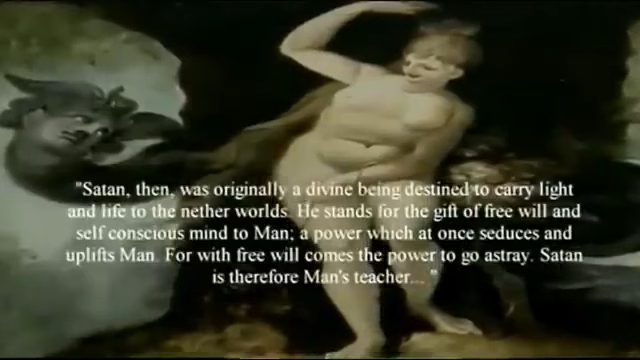 "Satan, then, was originally a divine being destined to carry light
and life to the nether worlds. He stands for the gift of free will and
self conscious mind to Man; a power which at once seduces and
uplifts Man. For with free will comes the power to go astray. Satan
is therefore Man's teacher... "